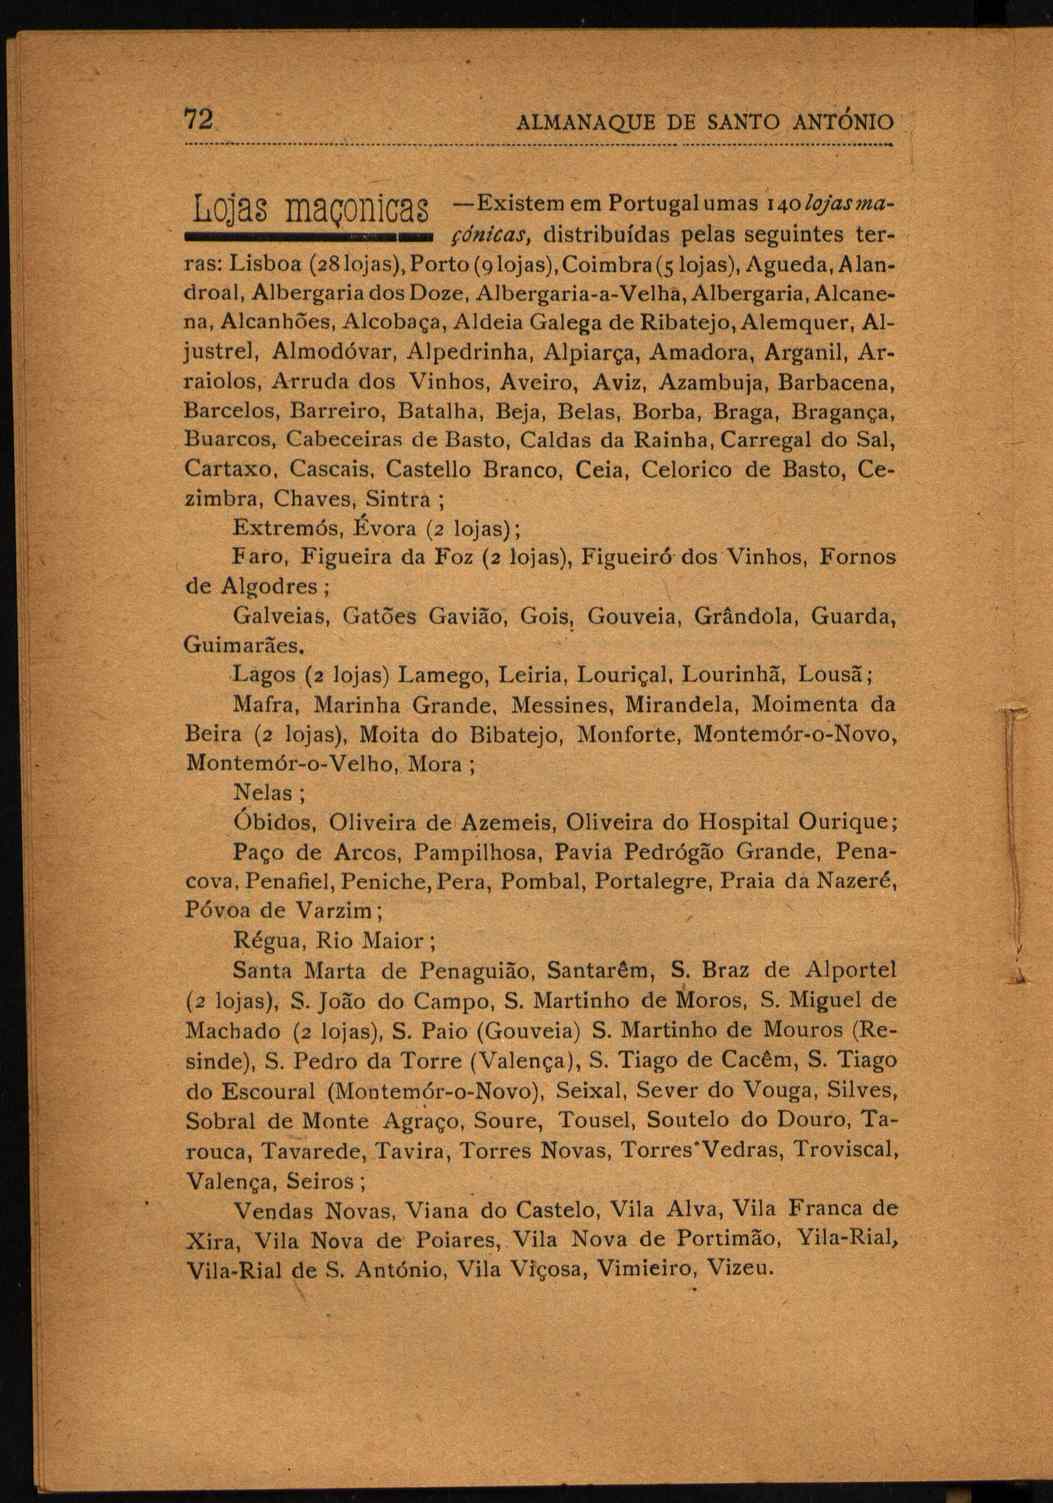 72 ALMANAQUE DE SANTO ANTÓNIO
Lojas maçonicas —Existem em Portugal umas 140 lojas ma-
çónicas, distribuídas pelas seguintes ter-
ras: Lisboa (28 lojas), Porto (9 lojas), Coimbra (5 lojas), Agueda, Alan-
droal, Albergaria dos Doze, Albergaria-a-Velha, Albergaria, Alcane-
na, Alcanhões, Alcobaça, Aldeia Galega de Ribatejo, Alemquer, Al-
justrel, Almodóvar, Alpedrinha, Alpiarça, Amadora, Arganil, Ar-
raiolos, Arruda dos Vinhos, Aveiro, Aviz, Azambuja, Barbacena,
Barcelos, Barreiro, Batalha, Beja, Belas, Borba, Braga, Bragança,
Buarcos, Cabeceiras de Basto, Caldas da Rainha, Carregal do Sal,
Cartaxo, Cascais, Castello Branco, Ceia, Celorico de Basto, Ce-
zimbra, Chaves, Sintra ;
Extremós, Évora (2 lojas);
Faro, Figueira da Foz (2 lojas), Figueiró dos Vinhos, Fornos
de Algodres ;
Galveias, Gatões Gavião, Gois, Gouveia, Grândola, Guarda,
Guimarães.
Lagos (2 lojas) Lamego, Leiria, Louriçal, Lourinhã, Lousã;
Mafra, Marinha Grande, Messines, Mirandela, Moimenta da
Beira (2 lojas), Moita do Bibatejo, Monforte, Montemór-o-Novo,
Montemór-o-Velho, Mora ;
Nelas ;
Óbidos, Oliveira de Azemeis, Oliveira do Hospital Ourique;
Paço de Arcos, Pampilhosa, Pavia Pedrógão Grande, Pena-
cova, Penafiel, Peniche, Pera, Pombal, Portalegre, Praia da Nazeré,
Póvoa de Varzim;
Régua, Rio Maior ;
Santa Marta de Penaguião, Santarêm, S. Braz de Alportel
(2 lojas), S. João do Campo, S. Martinho de Moros, S. Miguel de
Machado (2 lojas), S. Paio (Gouveia) S. Martinho de Mouros (Re-
sinde), S. Pedro da Torre (Valença), S. Tiago de Cacêm, S. Tiago
do Escoural (Montemór-o-Novo), Seixal, Sever do Vouga, Silves,
Sobral de Monte Agraço, Soure, Tousel, Soutelo do Douro, Ta-
rouca, Tavarede, Tavira, Torres Novas, Torres Vedras, Troviscal,
Valença, Seiros ;
Vendas Novas, Viana do Castelo, Vila Alva, Vila Franca de
Xira, Vila Nova de Poiares, Vila Nova de Portimão, Yila-Rial,
Vila-Rial de S. António, Vila Viçosa, Vimieiro, Vizeu.